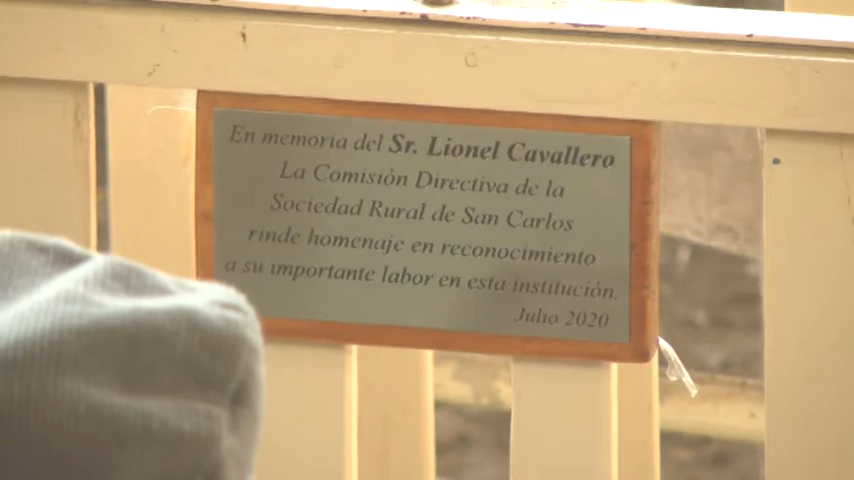 En memoria del Sr. Lionel Cavallero
La Comisión Directiva de la
Sociedad Rural de San Carlos
rinde homenaje en reconocimiento
a su importante labor en esta institución.
Julio 2020